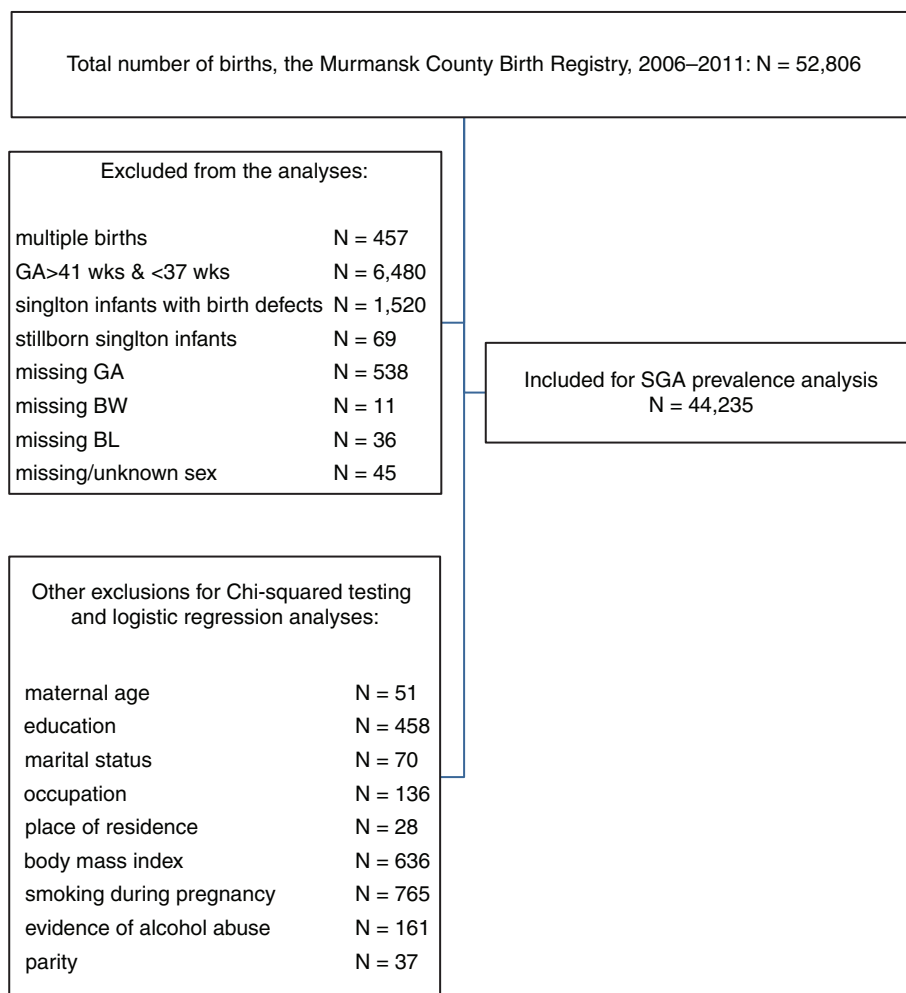 Total number of births, the Murmansk County Birth Registry, 2006–2011: N = 52,806
Excluded from the analyses:
multiple births N = 457
GA>41 wks & <37 wks N = 6,480
singlton infants with birth defects N = 1,520
stillborn singlton infants N = 69
missing GA N = 538
missing BW N = 11
missing BL N = 36
missing/unknown sex N = 45
Included for SGA prevalence analysis
N = 44,235
Other exclusions for Chi-squared testing
and logistic regression analyses:
maternal age N = 51
education N = 458
marital status N = 70
occupation N = 136
place of residence N = 28
body mass index N = 636
smoking during pregnancy N = 765
evidence of alcohol abuse N = 161
parity N = 37